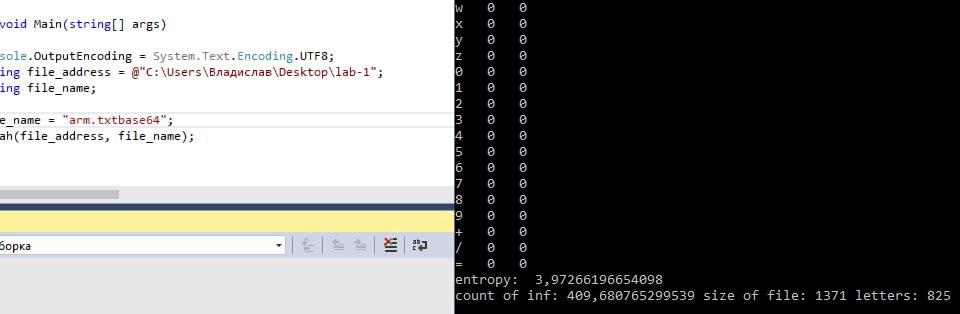 void Main(string[] args)
sole.OutputEncoding = System.Text.Encoding.UTF8;
ing file_address = @"C:\Users\Владислав\Desktop\lab-1";
ing file_name;
e_name = "arm.txtbase64";
ah(file_address, file_name);
борка
w 0 0
x 0 0
y 0 0
z 0 0
0 0 0
1 0 0
2 0 0
3 0 0
4 0 0
5 0 0
6 0 0
7 0 0
8 0 0
9 0 0
+ 0 0
/ 0 0
= 0 0
entropy: 3,97266196654098
count of inf: 409,680765299539 size of file: 1371 letters: 825